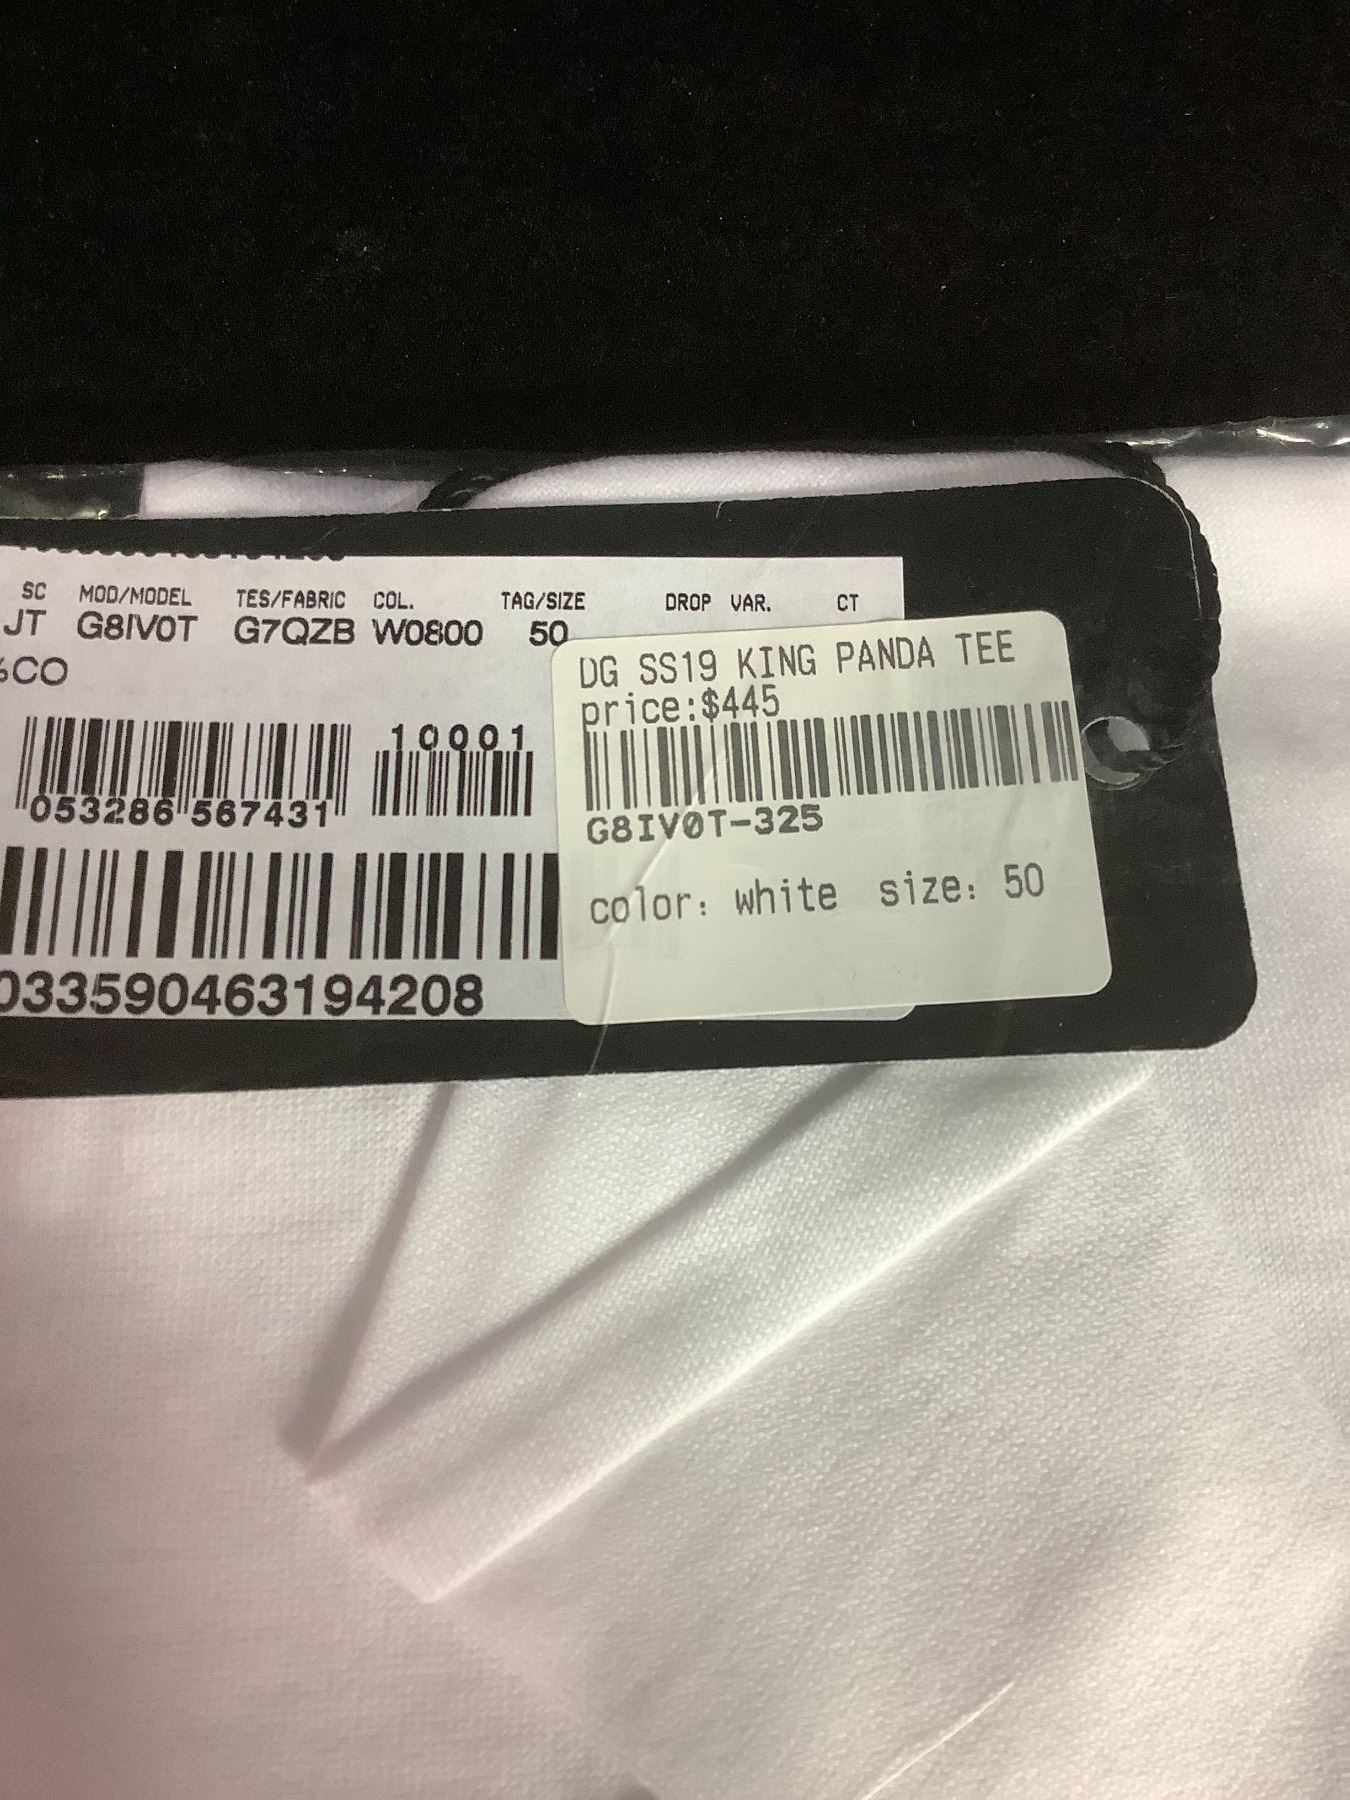 SC MOD/MODEL TES/FABRIC COL. TAG/SIZE DROP VAR. CT
JT G8IV0T G7QZB W0800 50
%CO
10001
053286 567431
033590463194208
DG SS19 KING PANDA TEE
price:$445
G8IV0T-325
color: white size: 50